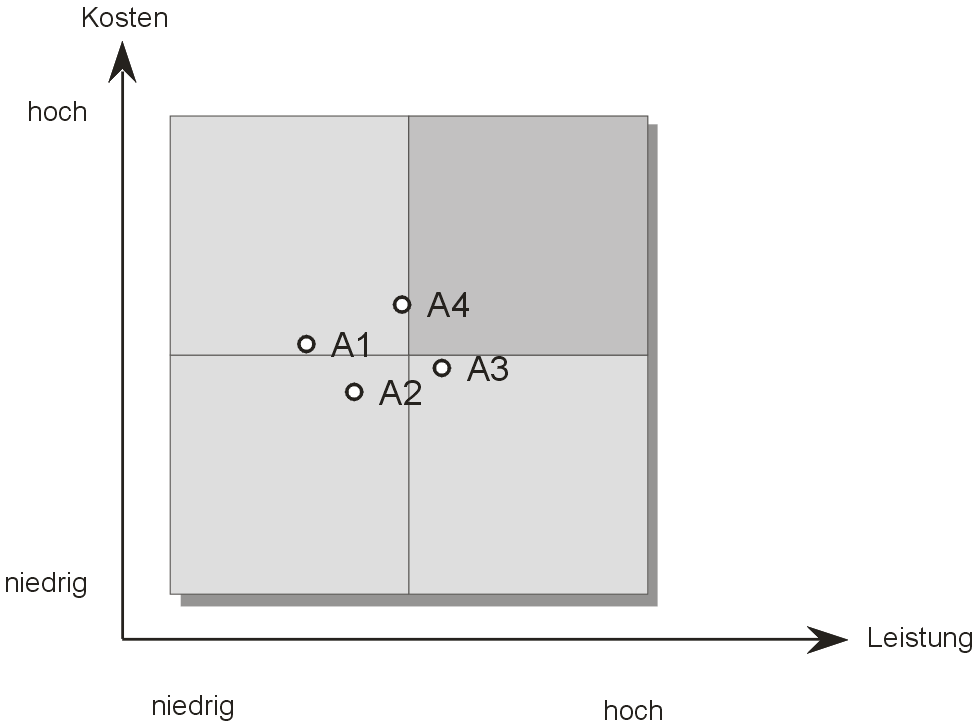 Kosten
hoch
A4
A1
A3
A2
niedrig
Leistung
niedrig
hoch